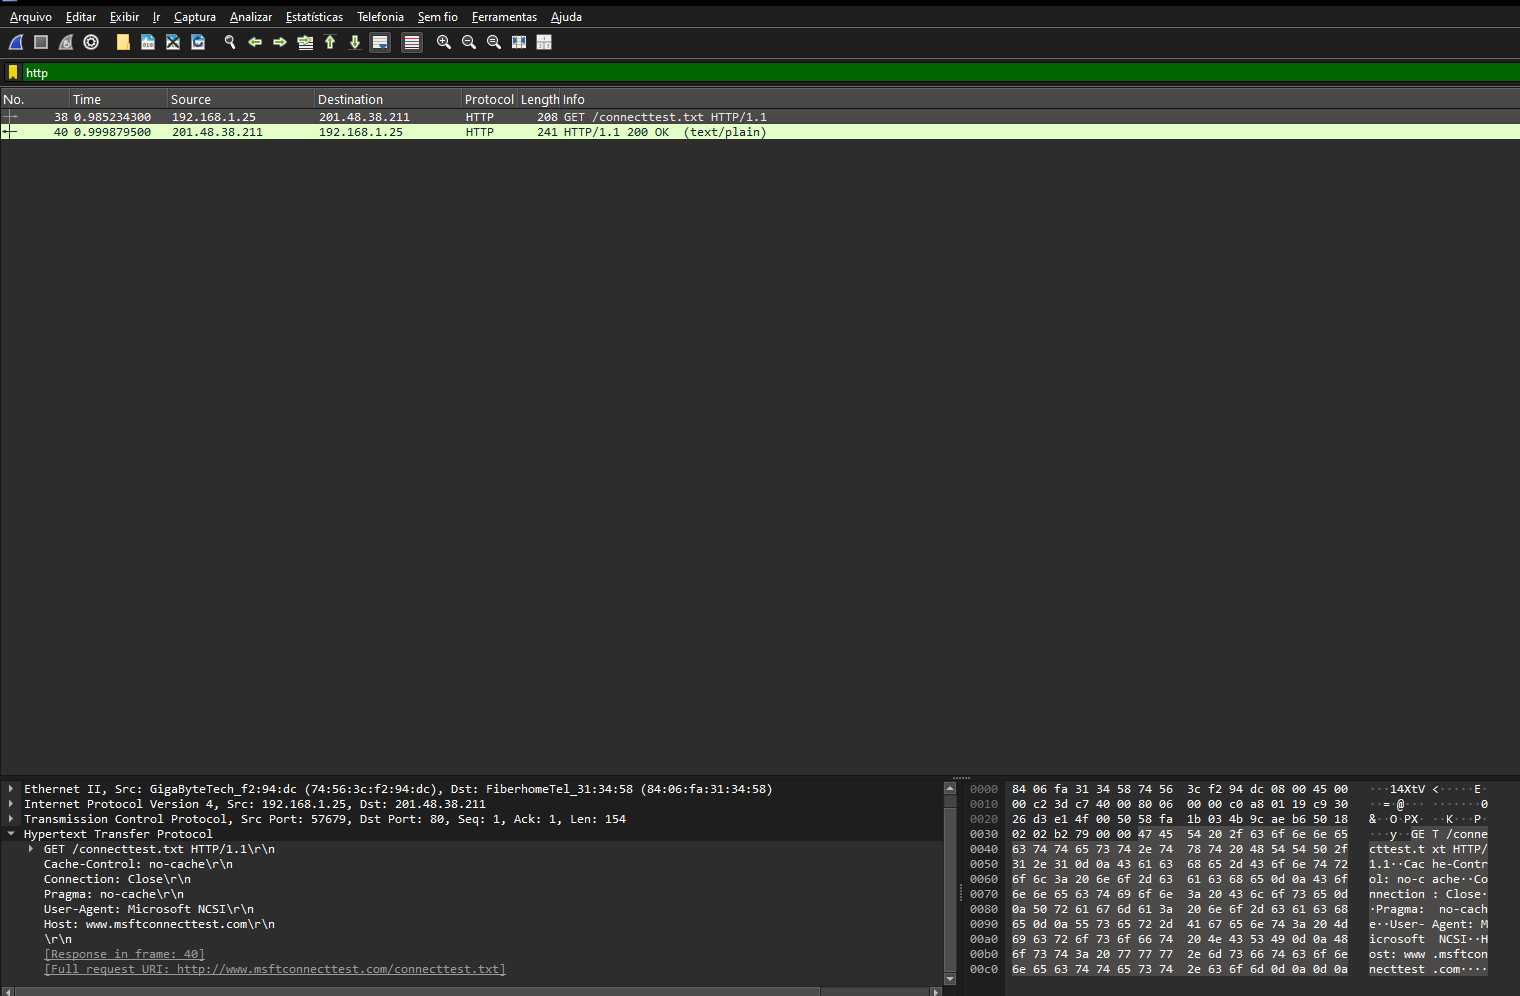 Arquivo Editar Exibir Ir Captura Analizar Estatísticas Telefonia Sem fio Ferramentas Ajuda
http
No. Time Source Destination Protocol Length Info
38 0.985234300 192.168.1.25 201.48.38.211 HTTP 208 GET /connecttest.txt HTTP/1.1
40 0.999879500 201.48.38.211 192.168.1.25 HTTP 241 HTTP/1.1 200 OK  (text/plain)
Ethernet II, Src: GigaByteTech_f2:94:dc (74:56:3c:f2:94:dc), Dst: FiberhomeTel_31:34:58 (84:06:fa:31:34:58)
Internet Protocol Version 4, Src: 192.168.1.25, Dst: 201.48.38.211
Transmission Control Protocol, Src Port: 57679, Dst Port: 80, Seq: 1, Ack: 1, Len: 154
Hypertext Transfer Protocol
GET /connecttest.txt HTTP/1.1\r\n
Cache-Control: no-cache\r\n
Connection: Close\r\n
Pragma: no-cache\r\n
User-Agent: Microsoft NCSI\r\n
Host: www.msftconnecttest.com\r\n
\r\n
[Response in frame: 40]
[Full request URI: http://www.msftconnecttest.com/connecttest.txt]
0000 84 06 fa 31 34 58 74 56 3c f2 94 dc 08 00 45 00 ···14XtV <·····E·
0010 00 c2 3d c7 40 00 80 06 00 00 c0 a8 01 19 c9 30 ··=·@··· ·······0
0020 26 d3 e1 4f 00 50 58 fa 1b 03 4b 9c ae b6 50 18 &··O·PX· ··K···P·
0030 02 02 b2 79 00 00 47 45 54 20 2f 63 6f 6e 6e 65 ···y··GE T /conne
0040 63 74 74 65 73 74 2e 74 78 74 20 48 54 54 50 2f cttest.t xt HTTP/
0050 31 2e 31 0d 0a 43 61 63 68 65 2d 43 6f 6e 74 72 1.1··Cac he-Contr
0060 6f 6c 3a 20 6e 6f 2d 63 61 63 68 65 0d 0a 43 6f ol: no-c ache··Co
0070 6e 6e 65 63 74 69 6f 6e 3a 20 43 6c 6f 73 65 0d nnection : Close·
0080 0a 50 72 61 67 6d 61 3a 20 6e 6f 2d 63 61 63 68 ·Pragma: no-cach
0090 65 0d 0a 55 73 65 72 2d 41 67 65 6e 74 3a 20 4d e··User- Agent: M
00a0 69 63 72 6f 73 6f 66 74 20 4e 43 53 49 0d 0a 48 icrosoft NCSI··H
00b0 6f 73 74 3a 20 77 77 77 2e 6d 73 66 74 63 6f 6e ost: www .msftcon
00c0 6e 65 63 74 74 65 73 74 2e 63 6f 6d 0d 0a 0d 0a necttest .com····